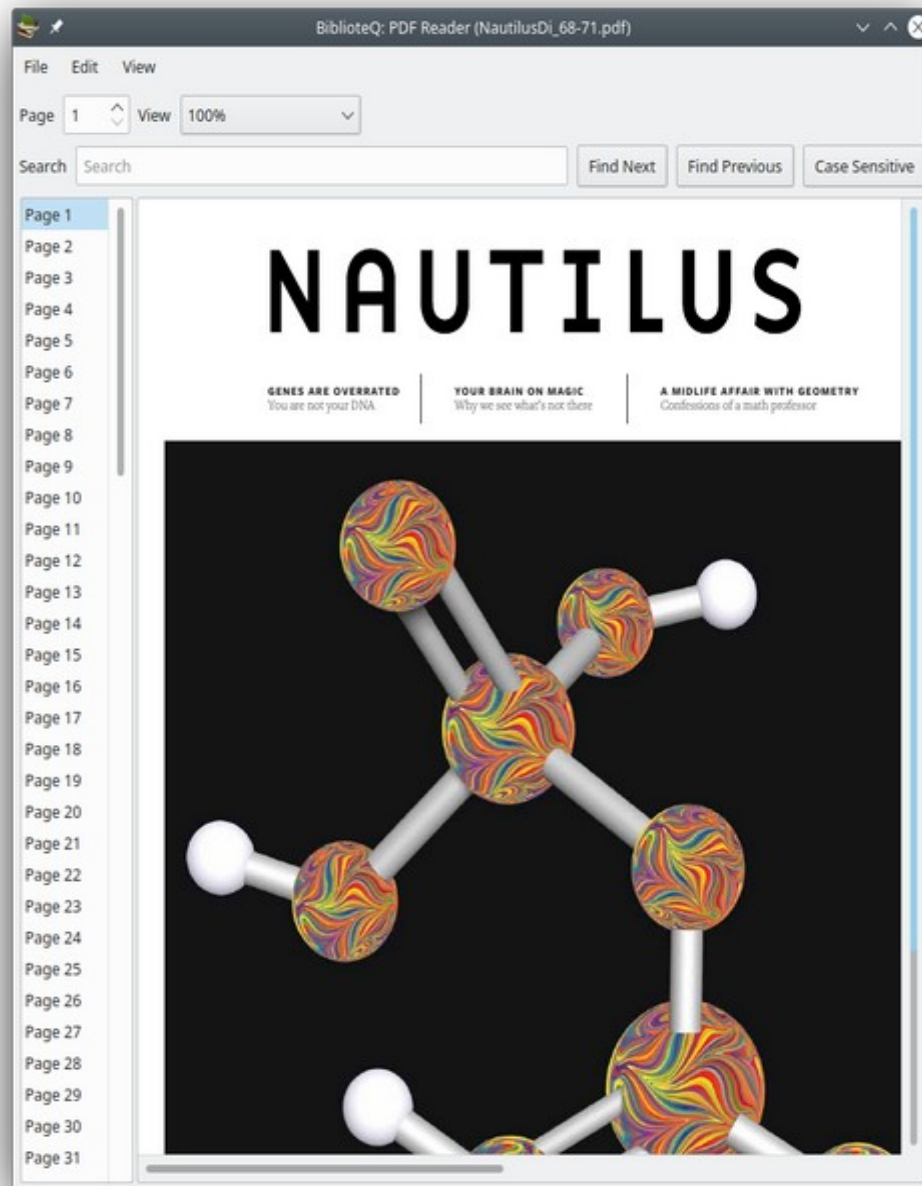 BiblioteQ: PDF Reader (NautilusDi_68-71.pdf)
File Edit View
Page 1 View 100%
Search Search Find Next Find Previous Case Sensitive
Page 1
Page 2
Page 3
Page 4
Page 5
Page 6
Page 7
Page 8
Page 9
Page 10
Page 11
Page 12
Page 13
Page 14
Page 15
Page 16
Page 17
Page 18
Page 19
Page 20
Page 21
Page 22
Page 23
Page 24
Page 25
Page 26
Page 27
Page 28
Page 29
Page 30
Page 31
NAUTILUS
GENES ARE OVERRATED
You are not your DNA
YOUR BRAIN ON MAGIC
Why we see what's not there
A MIDLIFE AFFAIR WITH GEOMETRY
Confessions of a math professor